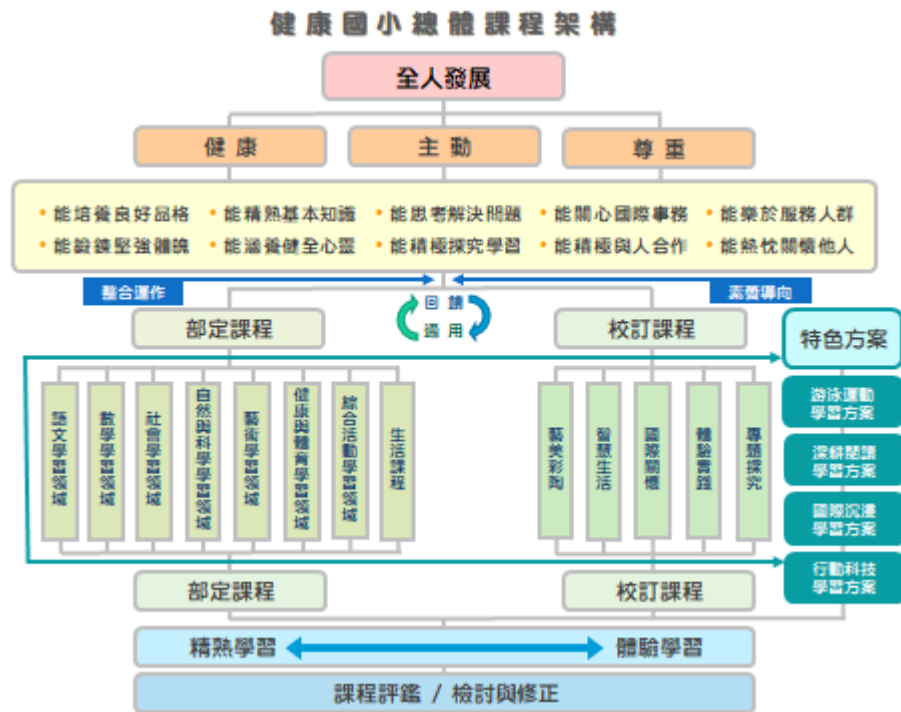 健康國小總體課程架構
全人發展
健康
主動
尊重
• 能培養良好品格
• 能精熟基本知識
• 能思考解決問題
• 能關心國際事務
• 能樂於服務人群
• 能鍛鍊堅強體魄
• 能涵養健全心靈
• 能積極探究學習
• 能積極與人合作
• 能熱忱關懷他人
整合運作
素養導向
回饋
適用
部定課程
校訂課程
特色方案
語文學習領域
數學學習領域
社會學習領域
自然與科學學習領域
藝術學習領域
健康與體育學習領域
綜合活動學習領域
生活課程
藝美彩陶
智慧生活
國際關懷
體驗實踐
專題探究
游泳運動
學習方案
深耕閱讀
學習方案
國際沉浸
學習方案
行動科技
學習方案
部定課程
校訂課程
精熟學習
體驗學習
課程評鑑 / 檢討與修正